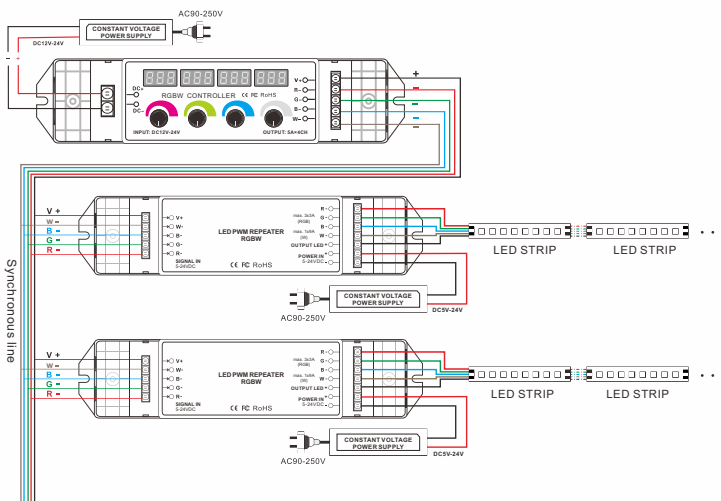 AC90-250V
CONSTANT VOLTAGE
POWER SUPPLY
DC12V-24V
DC+
DC-
RGBW CONTROLLER CE FC RoHS
INPUT: DC12V-24V
OUTPUT: 5A×4CH
V+
R-
G-
B-
W-
+
Synchronous line
V +
W -
B -
G -
R -
V+
W-
B-
G-
R-
SIGNAL IN
5-24VDC
LED PWM REPEATER
RGBW
CE FC RoHS
R -
G -
B -
W -
max. 3x3A
(RGB)
max. 1x6A
(W)
OUTPUT LED+
POWER IN +
5-24VDC -
LED STRIP
LED STRIP
CONSTANT VOLTAGE
POWER SUPPLY
DC5V-24V
AC90-250V
V +
W -
B -
G -
R -
V+
W-
B-
G-
R-
SIGNAL IN
5-24VDC
LED PWM REPEATER
RGBW
CE FC RoHS
R -
G -
B -
W -
max. 3x3A
(RGB)
max. 1x6A
(W)
OUTPUT LED+
POWER IN +
5-24VDC -
LED STRIP
LED STRIP
CONSTANT VOLTAGE
POWER SUPPLY
DC5V-24V
AC90-250V